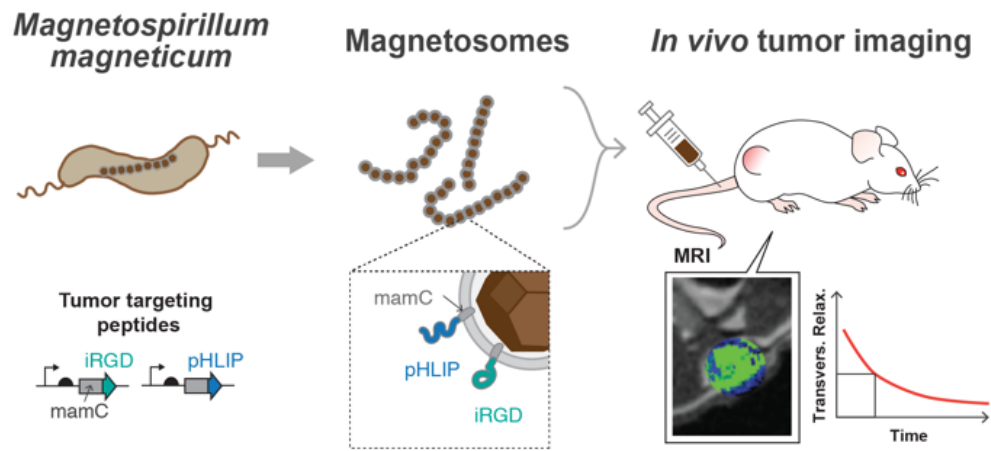 Magnetospirillum
magneticum
Magnetosomes
In vivo tumor imaging
MRI
Tumor targeting
peptides
iRGD
pHLIP
mamC
mamC
pHLIP
iRGD
Transvers. Relax.
Time